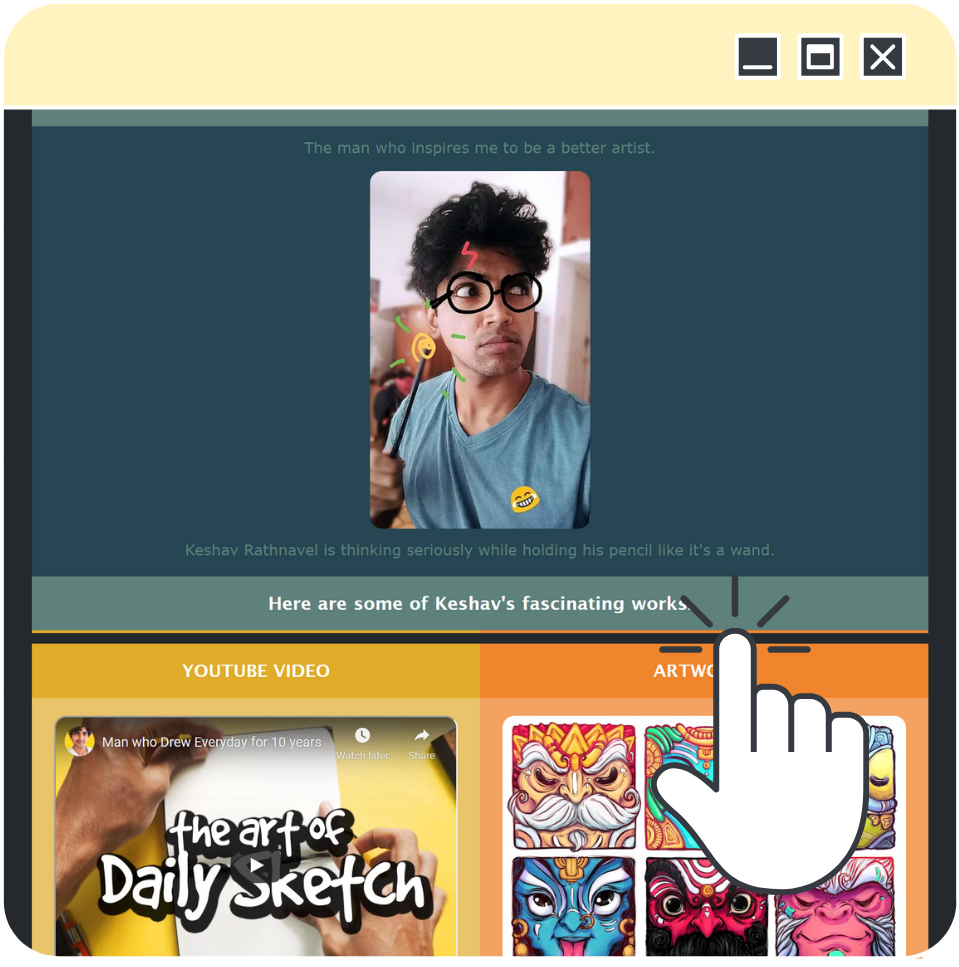 The man who inspires me to be a better artist.
Keshav Rathnavel is thinking seriously while holding his pencil like it's a wand.
Here are some of Keshav's fascinating works.
YOUTUBE VIDEO
Man who Drew Everyday for 10 years
Watch later
Share
the art of
Daily Sketch